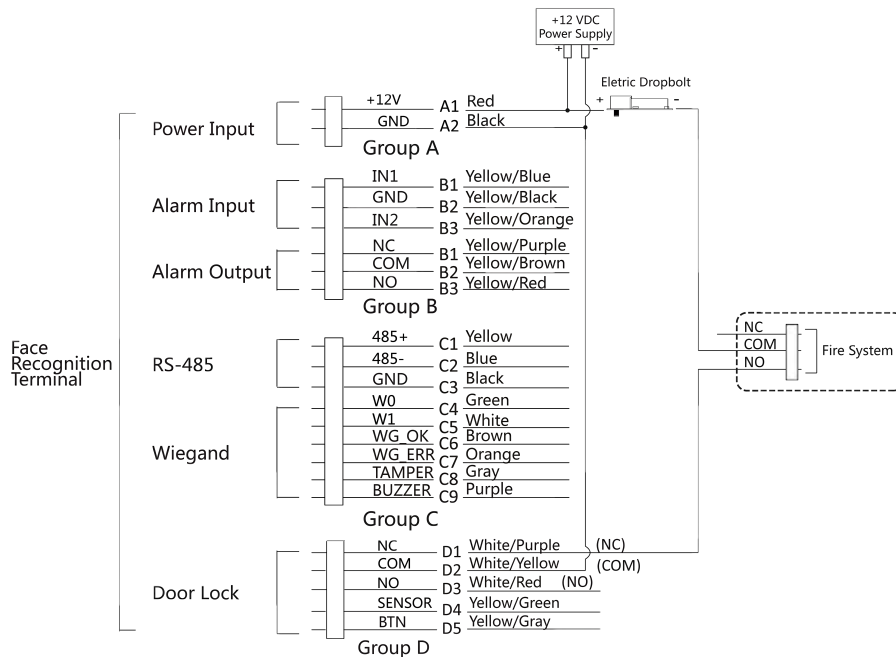 +12 VDC
Power Supply
+ -
Eletric Dropbolt
+ -
Face
Recognition
Terminal
Power Input
+12V A1 Red
GND A2 Black
Group A
Alarm Input
IN1 B1 Yellow/Blue
GND B2 Yellow/Black
IN2 B3 Yellow/Orange
Alarm Output
NC B1 Yellow/Purple
COM B2 Yellow/Brown
NO B3 Yellow/Red
Group B
RS-485
485+ C1 Yellow
485- C2 Blue
GND C3 Black
Wiegand
W0 C4 Green
W1 C5 White
WG_OK C6 Brown
WG_ERR C7 Orange
TAMPER C8 Gray
BUZZER C9 Purple
Group C
Door Lock
NC D1 White/Purple (NC)
COM D2 White/Yellow (COM)
NO D3 White/Red (NO)
SENSOR D4 Yellow/Green
BTN D5 Yellow/Gray
Group D
NC
COM
NO
Fire System